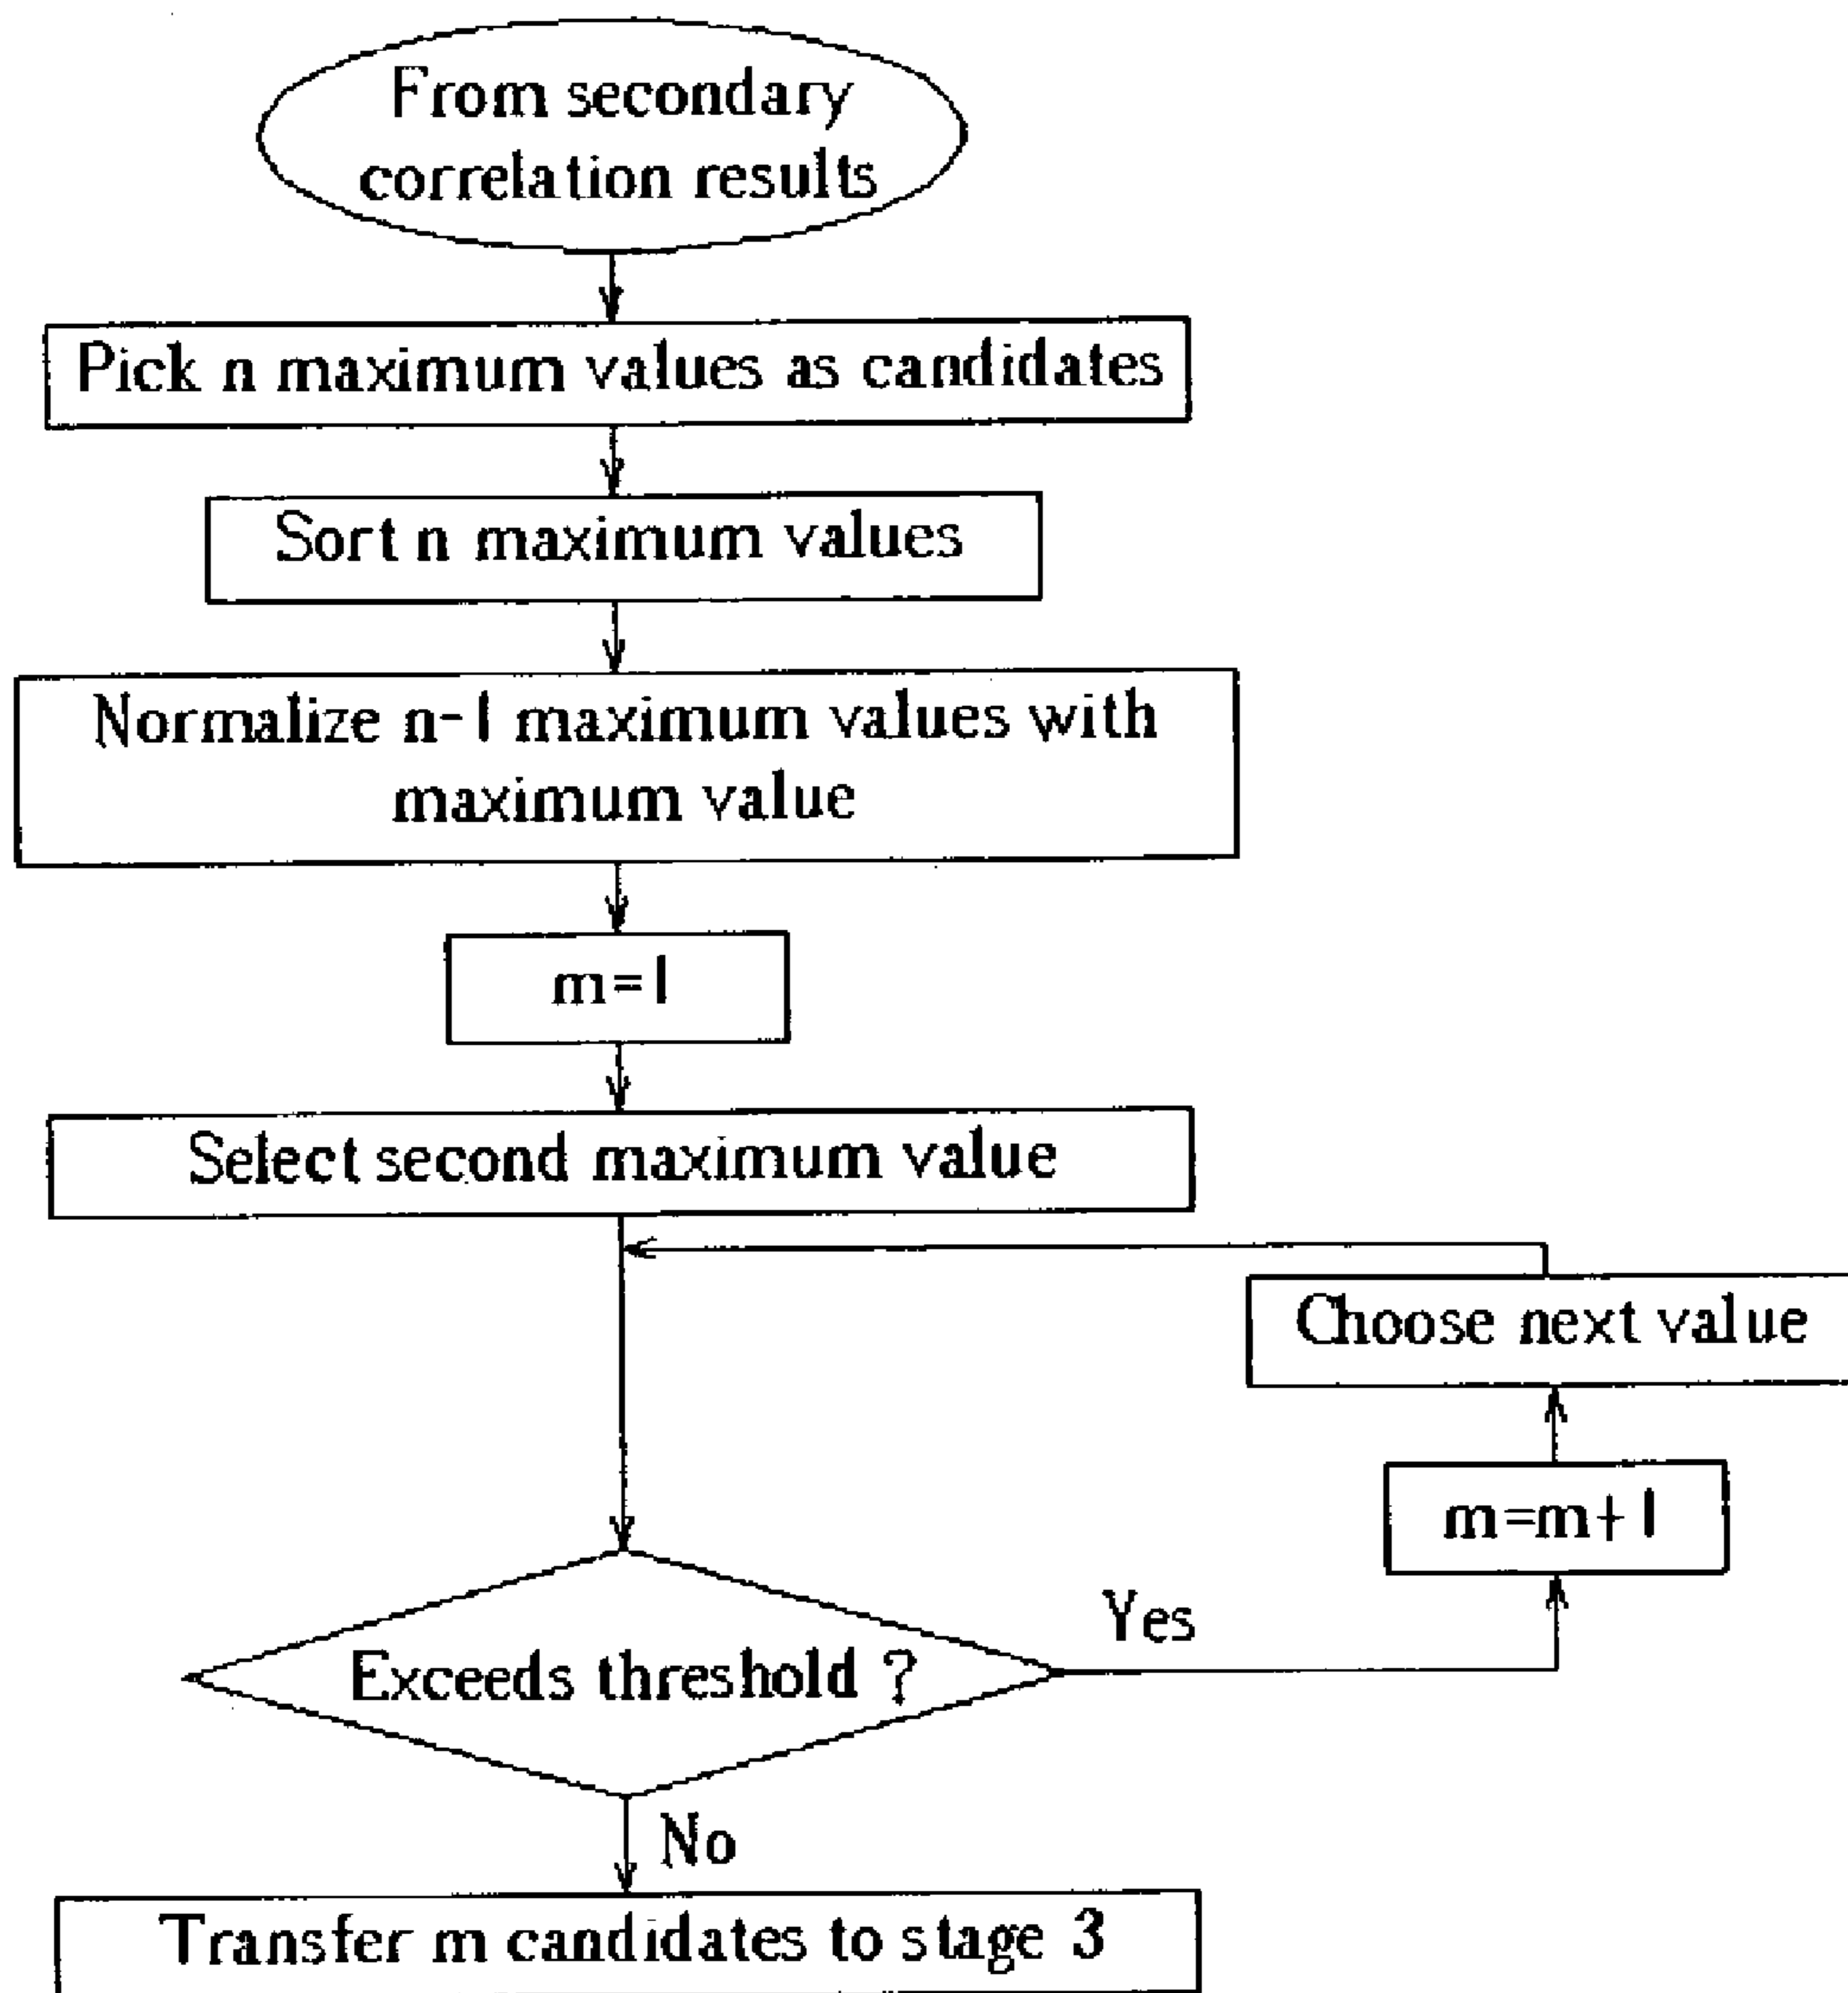 From secondary
correlation results
Pick n maximum values as candidates
Sort n maximum values
Normalize n-1 maximum values with
maximum value
m=1
Select second maximum value
Choose next value
m=m+1
Yes
Exceeds threshold ?
No
Transfer m candidates to stage 3